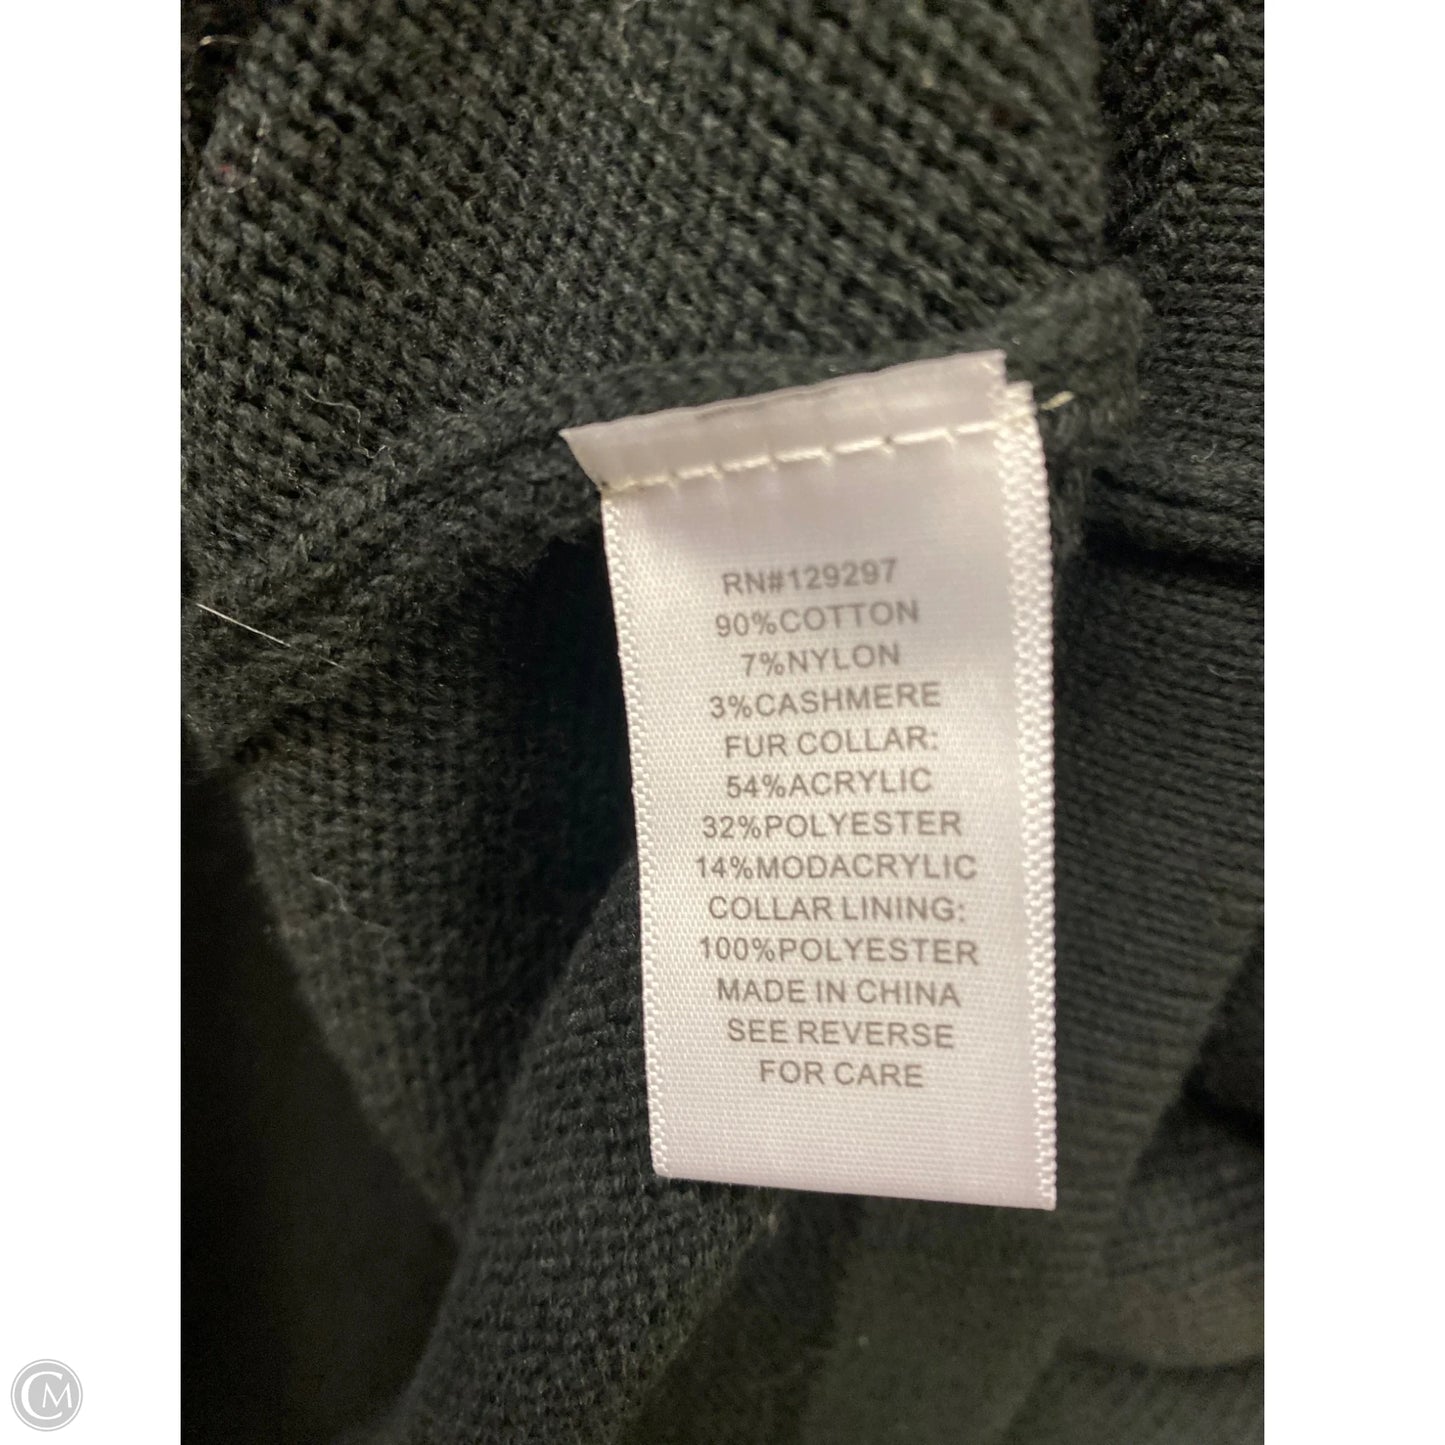 RN#129297
90%COTTON
7%NYLON
3%CASHMERE
FUR COLLAR:
54%ACRYLIC
32%POLYESTER
14%MODACRYLIC
COLLAR LINING:
100%POLYESTER
MADE IN CHINA
SEE REVERSE
FOR CARE
CM